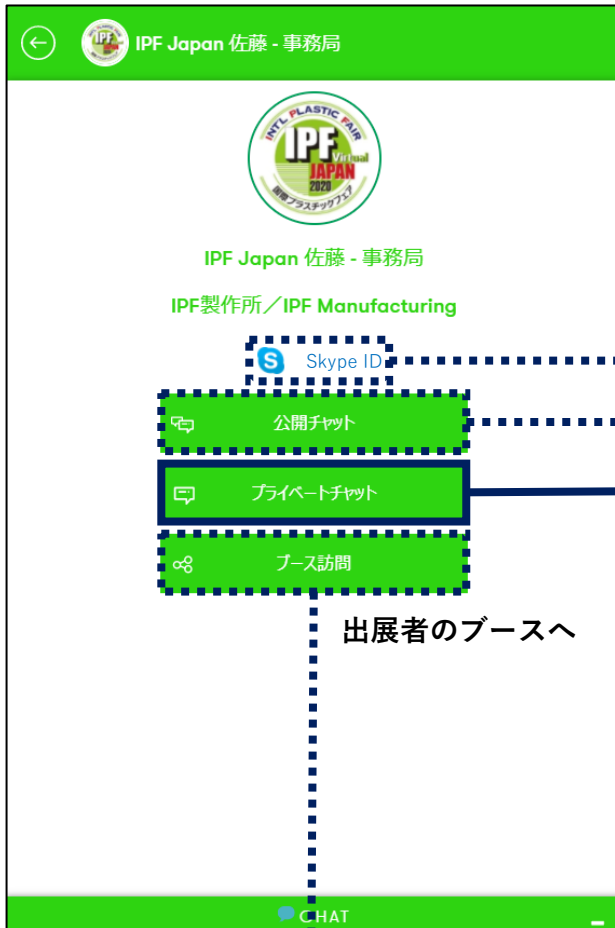 IPF Japan 佐藤 - 事務局
INT'L PLASTIC FAIR
IPF
Virtual
JAPAN
2020
国際プラスチックフェア
IPF Japan 佐藤 - 事務局
IPF製作所／IPF Manufacturing
Skype ID
公開チャット
プライベートチャット
ブース訪問
出展者のブースへ
CHAT